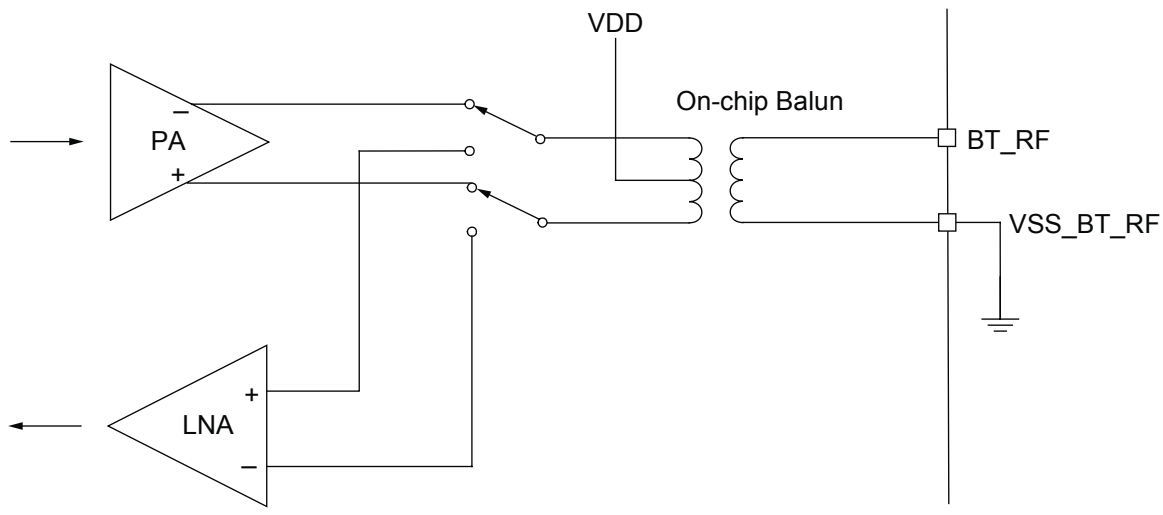 VDD
On-chip Balun
−
PA
+
BT_RF
VSS_BT_RF
+
LNA
−